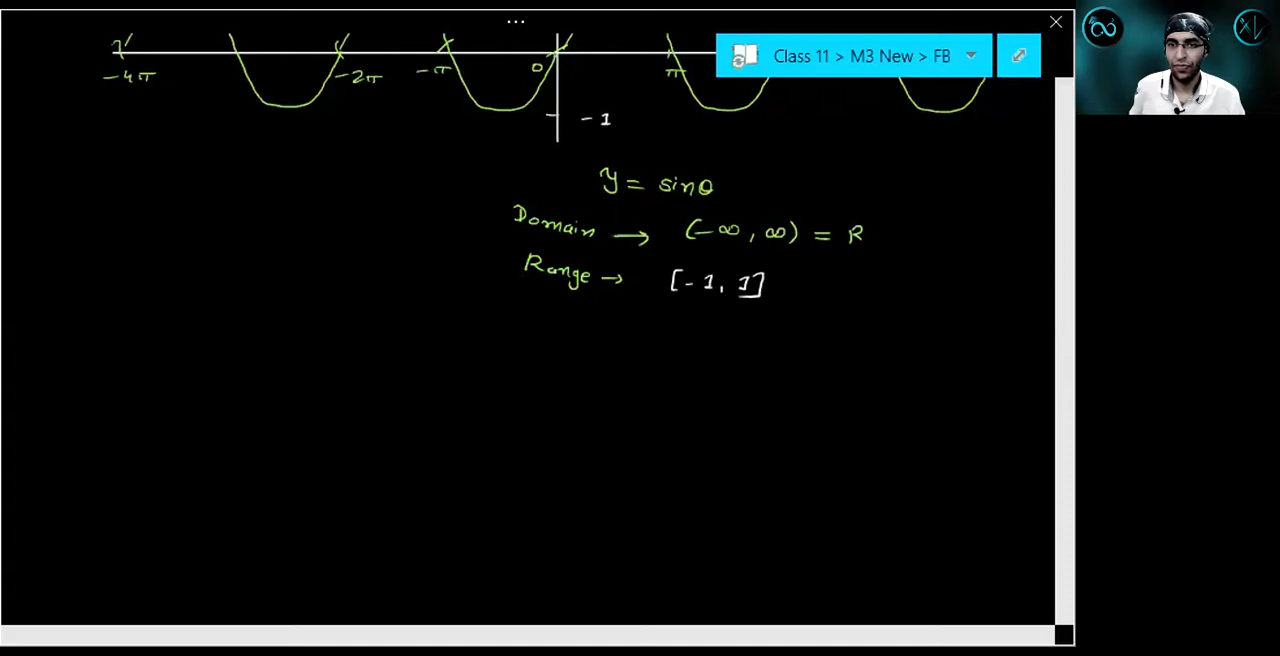 ...
Class 11 > M3 New > FB
-4π -2π -π 0 π
-1
y = sinθ
Domain → (-∞, ∞) = R
Range → [-1, 1]